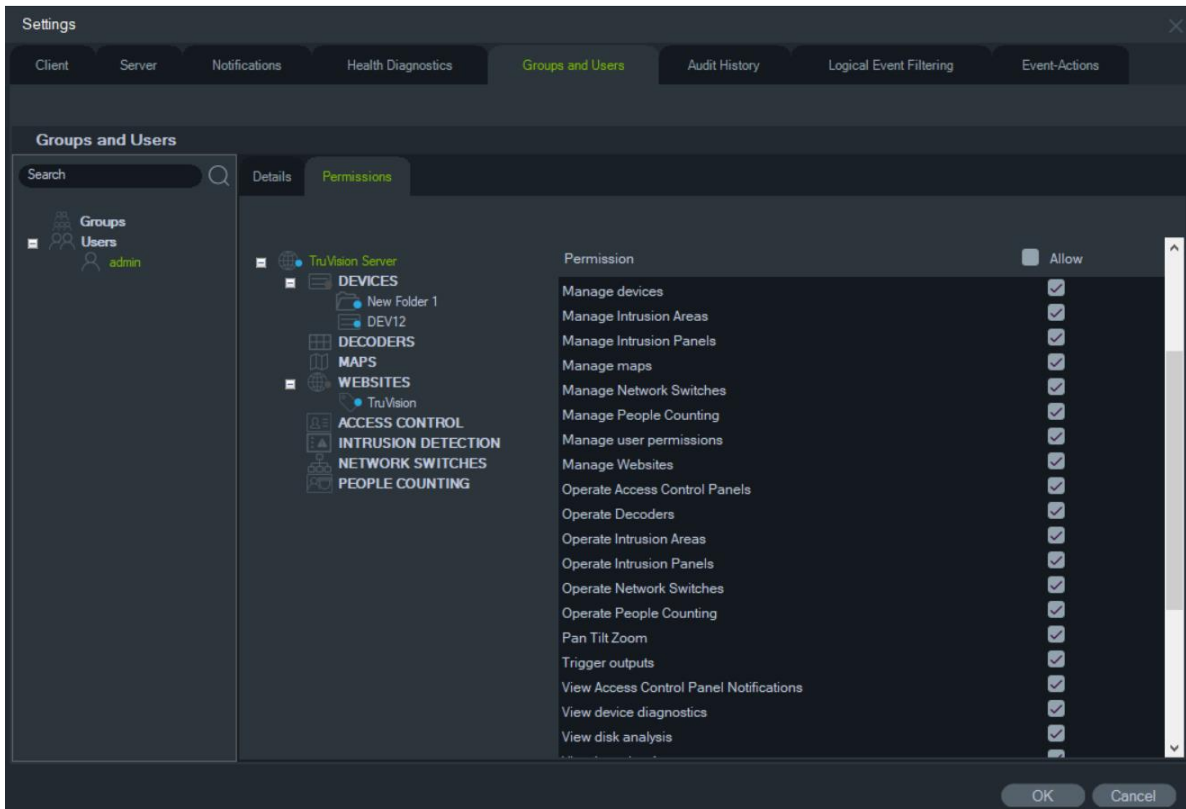 Settings
Client Server Notifications Health Diagnostics Groups and Users Audit History Logical Event Filtering Event-Actions
Groups and Users
Search
Details Permissions
Groups
Users
admin
TruVision Server
DEVICES
New Folder 1
DEV12
DECODERS
MAPS
WEBSITES
TruVision
ACCESS CONTROL
INTRUSION DETECTION
NETWORK SWITCHES
PEOPLE COUNTING
Permission Allow
Manage devices
Manage Intrusion Areas
Manage Intrusion Panels
Manage maps
Manage Network Switches
Manage People Counting
Manage user permissions
Manage Websites
Operate Access Control Panels
Operate Decoders
Operate Intrusion Areas
Operate Intrusion Panels
Operate Network Switches
Operate People Counting
Pan Tilt Zoom
Trigger outputs
View Access Control Panel Notifications
View device diagnostics
View disk analysis
OK Cancel